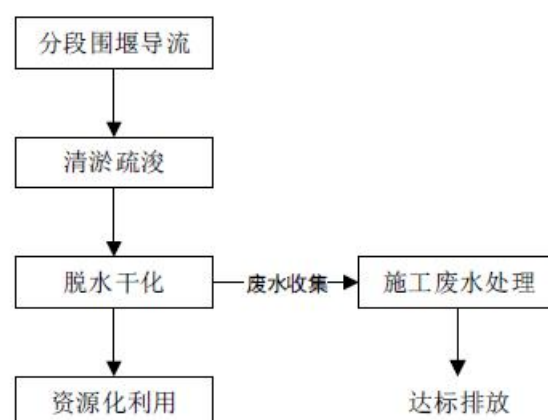 分段围堰导流
清淤疏浚
脱水干化
废水收集
施工废水处理
资源化利用
达标排放